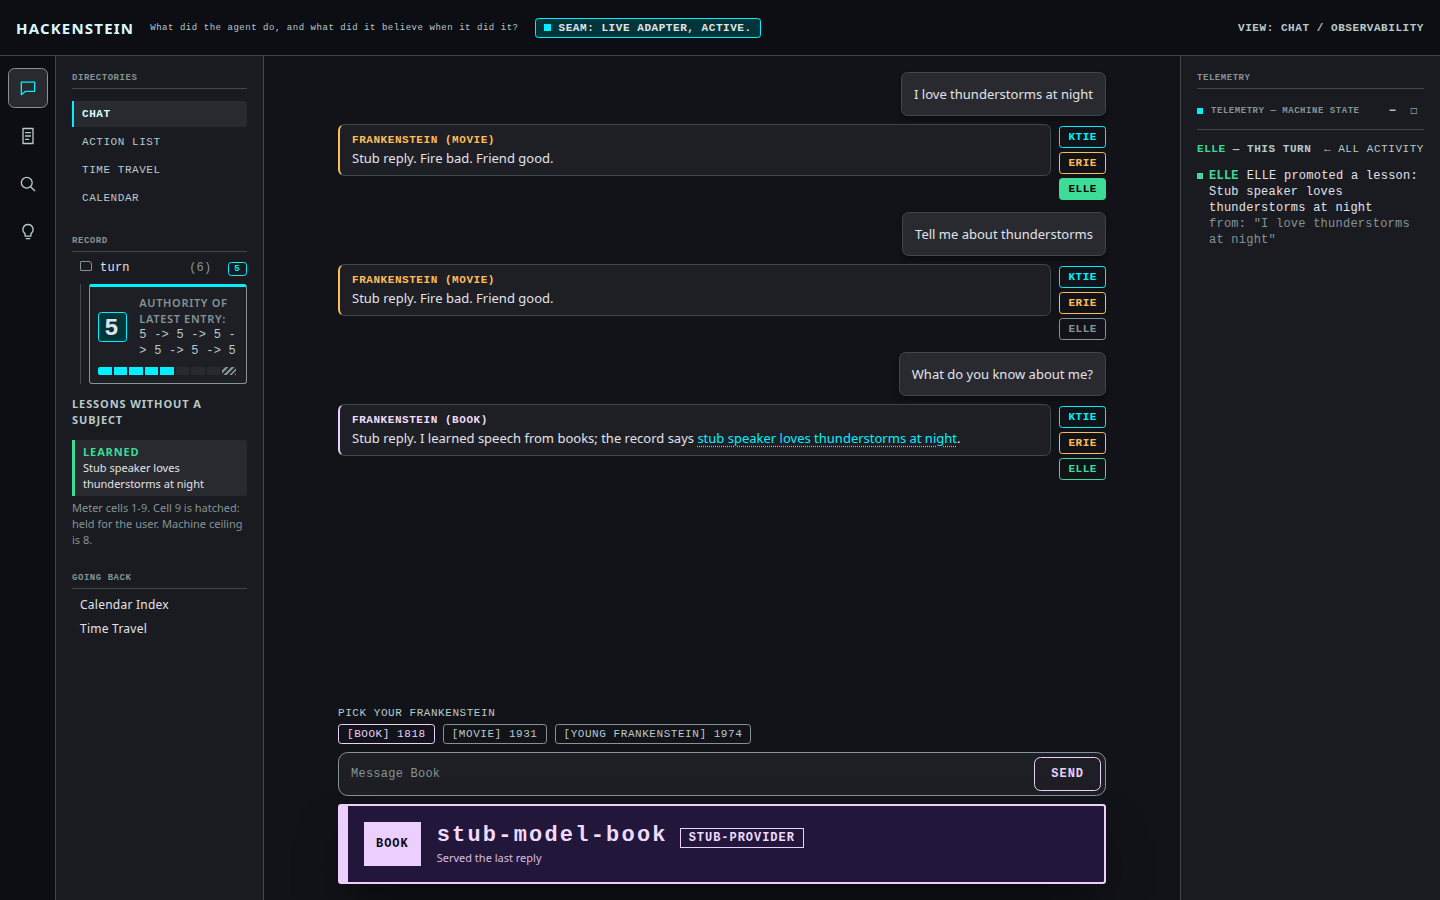 HACKENSTEIN
What did the agent do, and what did it believe when it did it?
SEAM: LIVE ADAPTER, ACTIVE.
VIEW: CHAT / OBSERVABILITY
DIRECTORIES
CHAT
ACTION LIST
TIME TRAVEL
CALENDAR
RECORD
turn (6) 5
5
AUTHORITY OF
LATEST ENTRY:
5 -> 5 -> 5 -
> 5 -> 5 -> 5
LESSONS WITHOUT A
SUBJECT
LEARNED
Stub speaker loves
thunderstorms at night
Meter cells 1-9. Cell 9 is hatched:
held for the user. Machine ceiling
is 8.
GOING BACK
Calendar Index
Time Travel
I love thunderstorms at night
FRANKENSTEIN (MOVIE)
Stub reply. Fire bad. Friend good.
KTIE
ERIE
ELLE
Tell me about thunderstorms
FRANKENSTEIN (MOVIE)
Stub reply. Fire bad. Friend good.
KTIE
ERIE
ELLE
What do you know about me?
FRANKENSTEIN (BOOK)
Stub reply. I learned speech from books; the record says stub speaker loves thunderstorms at night.
KTIE
ERIE
ELLE
PICK YOUR FRANKENSTEIN
[BOOK] 1818
[MOVIE] 1931
[YOUNG FRANKENSTEIN] 1974
Message Book
SEND
BOOK
stub-model-book STUB-PROVIDER
Served the last reply
TELEMETRY
TELEMETRY — MACHINE STATE
ELLE — THIS TURN ← ALL ACTIVITY
ELLE ELLE promoted a lesson:
Stub speaker loves
thunderstorms at night
from: "I love thunderstorms
at night"